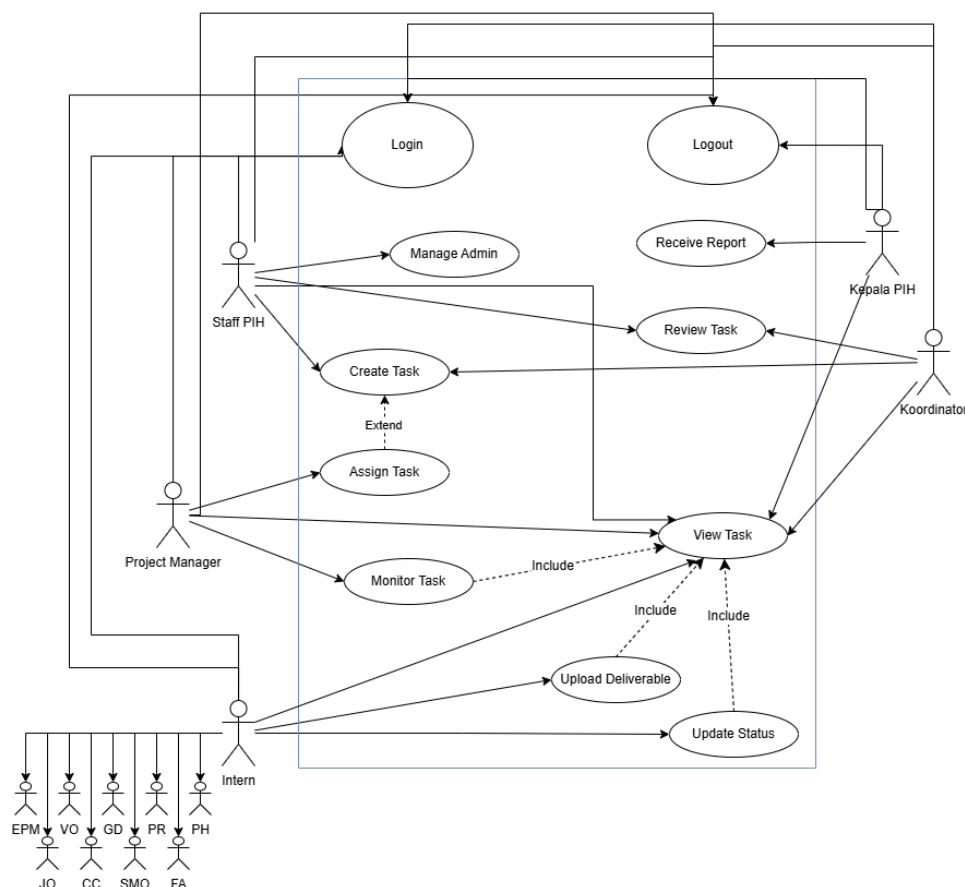 Login
Logout
Receive Report
Manage Admin
Kepala PIH
Staff PIH
Review Task
Create Task
Koordinator
Extend
Assign Task
View Task
Project Manager
Include
Monitor Task
Include
Include
Upload Deliverable
Update Status
Intern
EPM
VO
GD
PR
PH
JO
CC
SMO
FA